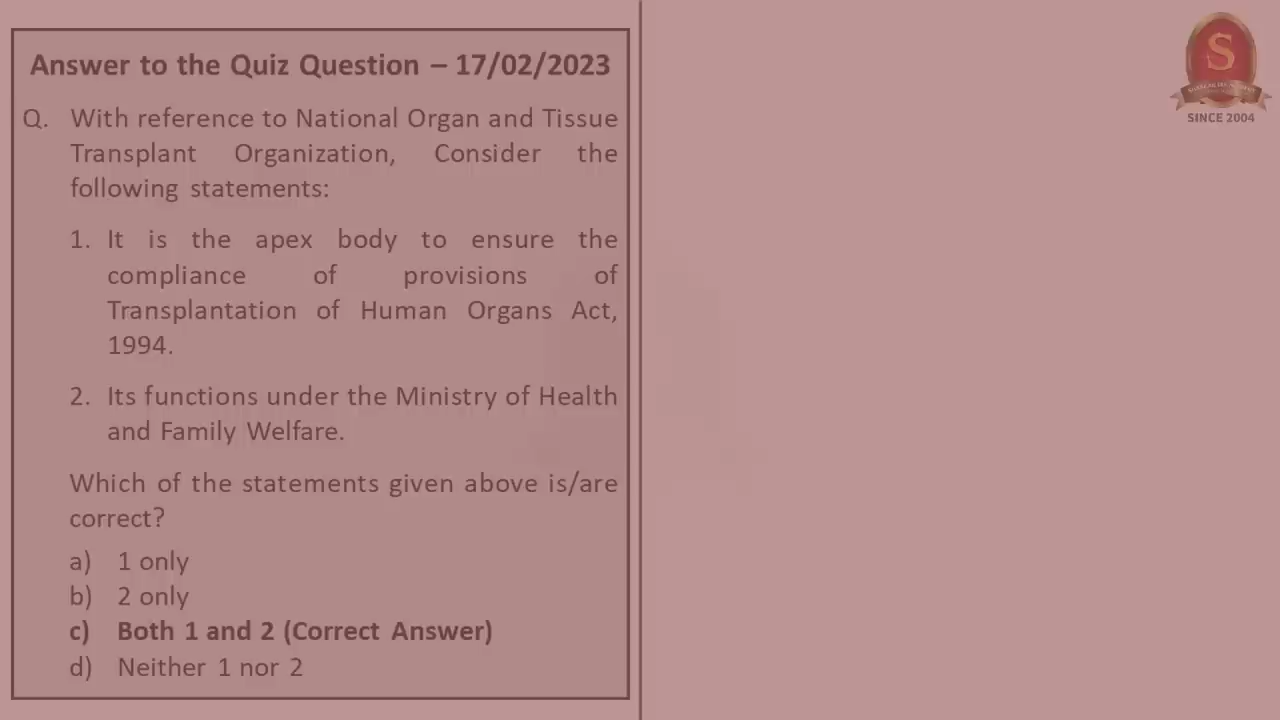 Answer to the Quiz Question – 17/02/2023
Q. With reference to National Organ and Tissue
Transplant Organization, Consider the
following statements:
1. It is the apex body to ensure the
compliance of provisions of
Transplantation of Human Organs Act,
1994.
2. Its functions under the Ministry of Health
and Family Welfare.
Which of the statements given above is/are
correct?
a) 1 only
b) 2 only
c) Both 1 and 2 (Correct Answer)
d) Neither 1 nor 2
S
SINCE 2004